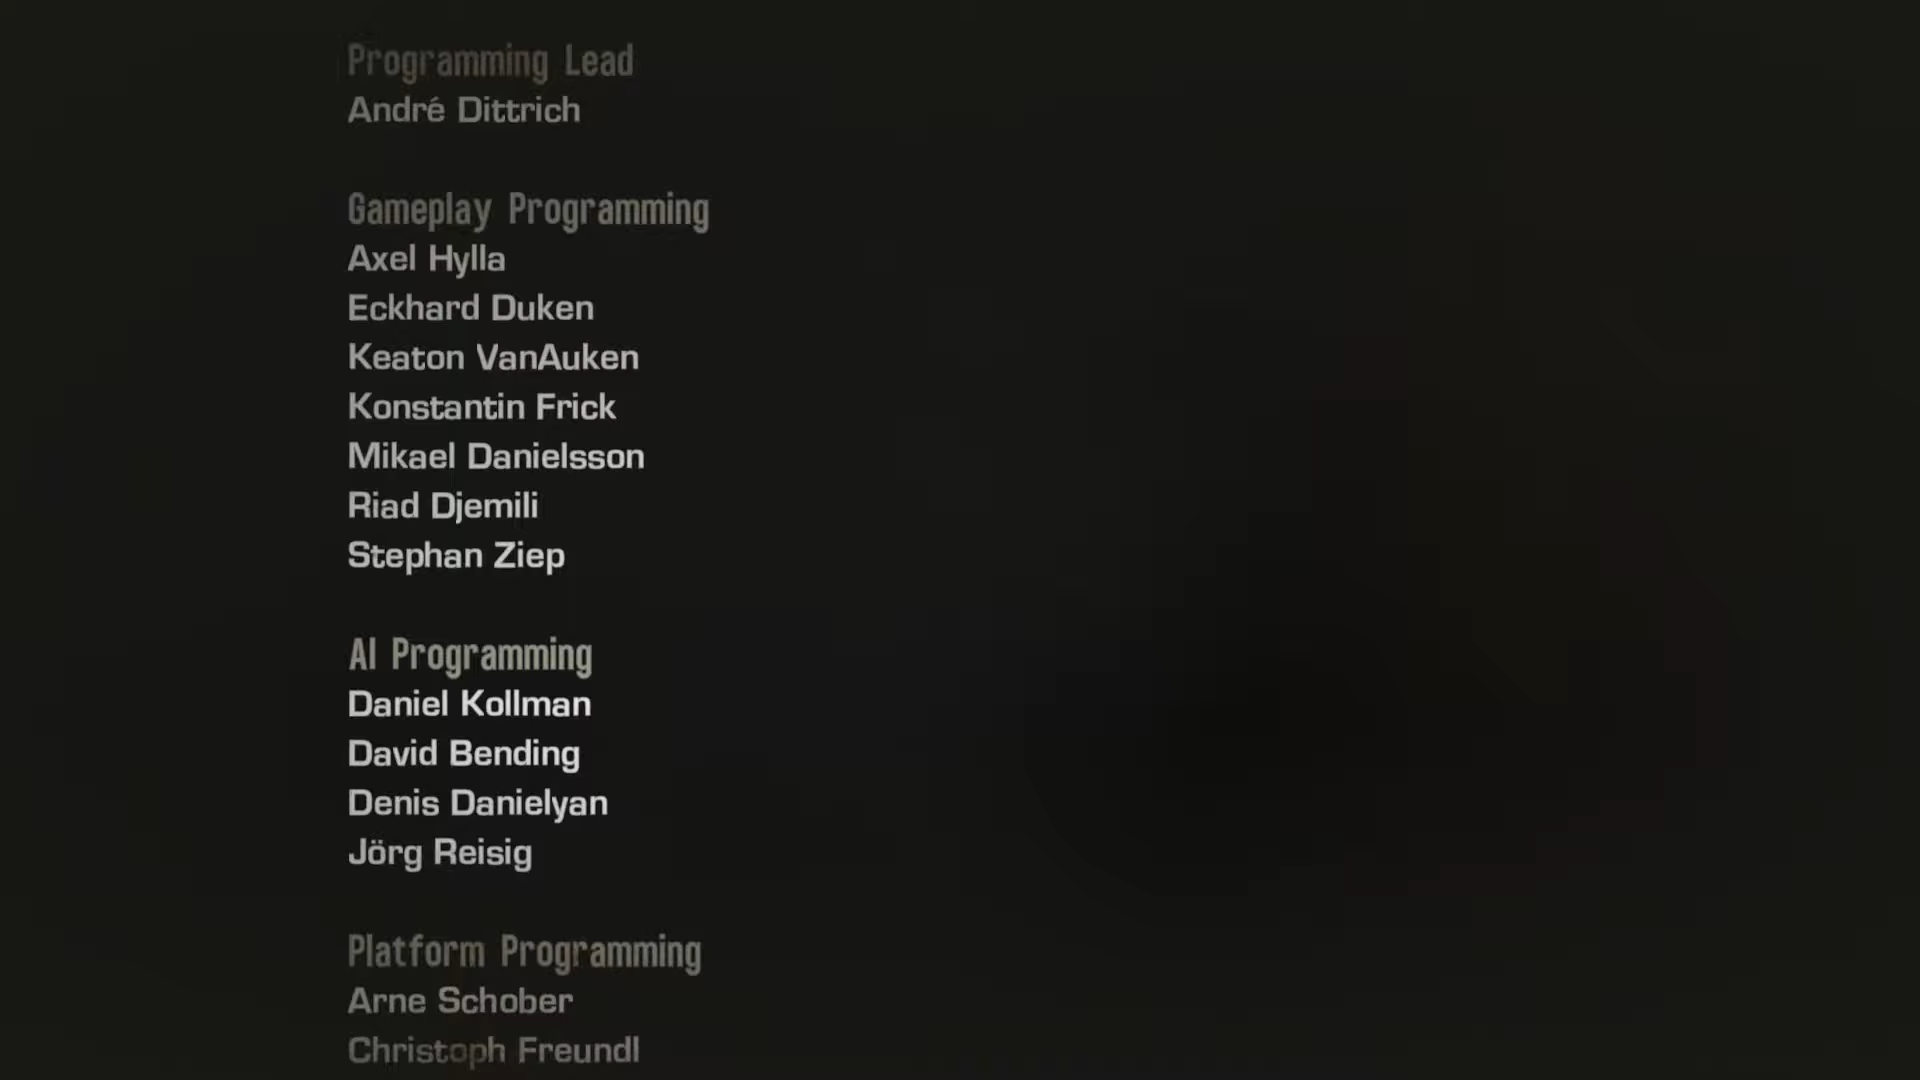 Programming Lead
André Dittrich
Gameplay Programming
Axel Hylla
Eckhard Duken
Keaton VanAuken
Konstantin Frick
Mikael Danielsson
Riad Djemili
Stephan Ziep
AI Programming
Daniel Kollman
David Bending
Denis Danielyan
Jörg Reisig
Platform Programming
Arne Schober
Christoph Freundl